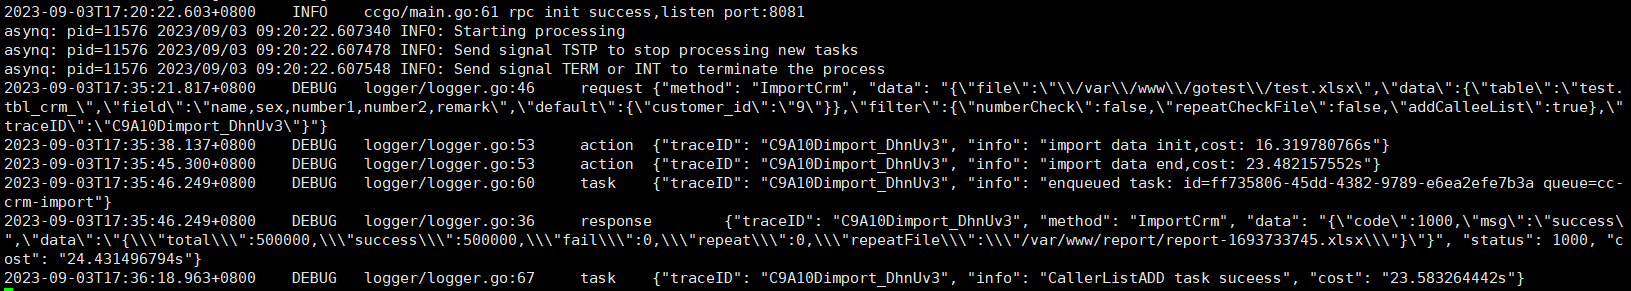 2023-09-03T17:20:22.603+0800    INFO    ccgo/main.go:61 rpc init success,listen port:8081
asynq: pid=11576 2023/09/03 09:20:22.607340 INFO: Starting processing
asynq: pid=11576 2023/09/03 09:20:22.607478 INFO: Send signal TSTP to stop processing new tasks
asynq: pid=11576 2023/09/03 09:20:22.607548 INFO: Send signal TERM or INT to terminate the process
2023-09-03T17:35:21.817+0800    DEBUG   logger/logger.go:46     request {"method": "ImportCrm", "data": "{\"file\":\"\\/var\\/www\\/gotest\\/test.xlsx\",\"data\":{\"table\":\"test.
tbl_crm_\",\"field\":\"name,sex,number1,number2,remark\",\"default\":{\"customer_id\":\"9\"}},\"filter\":{\"numberCheck\":false,\"repeatCheckFile\":false,\"addCalleeList\":true},\"
traceID\":\"C9A10Dimport_DhnUv3\"}"}
2023-09-03T17:35:38.137+0800    DEBUG   logger/logger.go:53     action  {"traceID": "C9A10Dimport_DhnUv3", "info": "import data init,cost: 16.319780766s"}
2023-09-03T17:35:45.300+0800    DEBUG   logger/logger.go:53     action  {"traceID": "C9A10Dimport_DhnUv3", "info": "import data end,cost: 23.482157552s"}
2023-09-03T17:35:46.249+0800    DEBUG   logger/logger.go:60     task    {"traceID": "C9A10Dimport_DhnUv3", "info": "enqueued task: id=ff735806-45dd-4382-9789-e6ea2efe7b3a queue=cc-
crm-import"}
2023-09-03T17:35:46.249+0800    DEBUG   logger/logger.go:36     response        {"traceID": "C9A10Dimport_DhnUv3", "method": "ImportCrm", "data": "{\"code\":1000,\"msg\":\"success\
",\"data\":\"{\\\"total\\\":500000,\\\"success\\\":500000,\\\"fail\\\":0,\\\"repeat\\\":0,\\\"repeatFile\\\":\\\"/var/www/report/report-1693733745.xlsx\\\"}\"}", "status": 1000, "c
ost": "24.431496794s"}
2023-09-03T17:36:18.963+0800    DEBUG   logger/logger.go:67     task    {"traceID": "C9A10Dimport_DhnUv3", "info": "CallerListADD task suceess", "cost": "23.583264442s"}